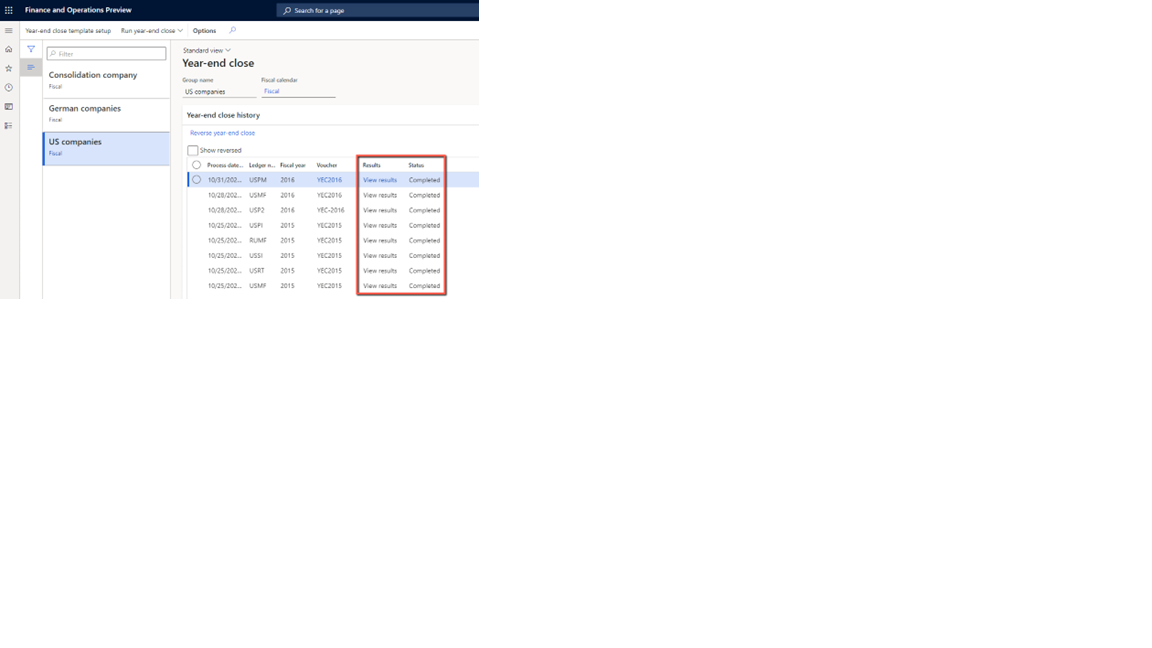 Finance and Operations Preview
Search for a page
Year-end close template setup Run year-end close Options
Filter
Consolidation company
Fiscal
German companies
Fiscal
US companies
Fiscal
Standard view
Year-end close
Group name Fiscal calendar
US companies Fiscal
Year-end close history
Reverse year-end close
Show reversed
Process date... Ledger n... Fiscal year Voucher Results Status
10/31/202... USPM 2016 YEC2016 View results Completed
10/28/202... USMF 2016 YEC2016 View results Completed
10/28/202... USP2 2016 YEC-2016 View results Completed
10/25/202... USPI 2015 YEC2015 View results Completed
10/25/202... RUMF 2015 YEC2015 View results Completed
10/25/202... USSI 2015 YEC2015 View results Completed
10/25/202... USRT 2015 YEC2015 View results Completed
10/25/202... USMF 2015 YEC2015 View results Completed